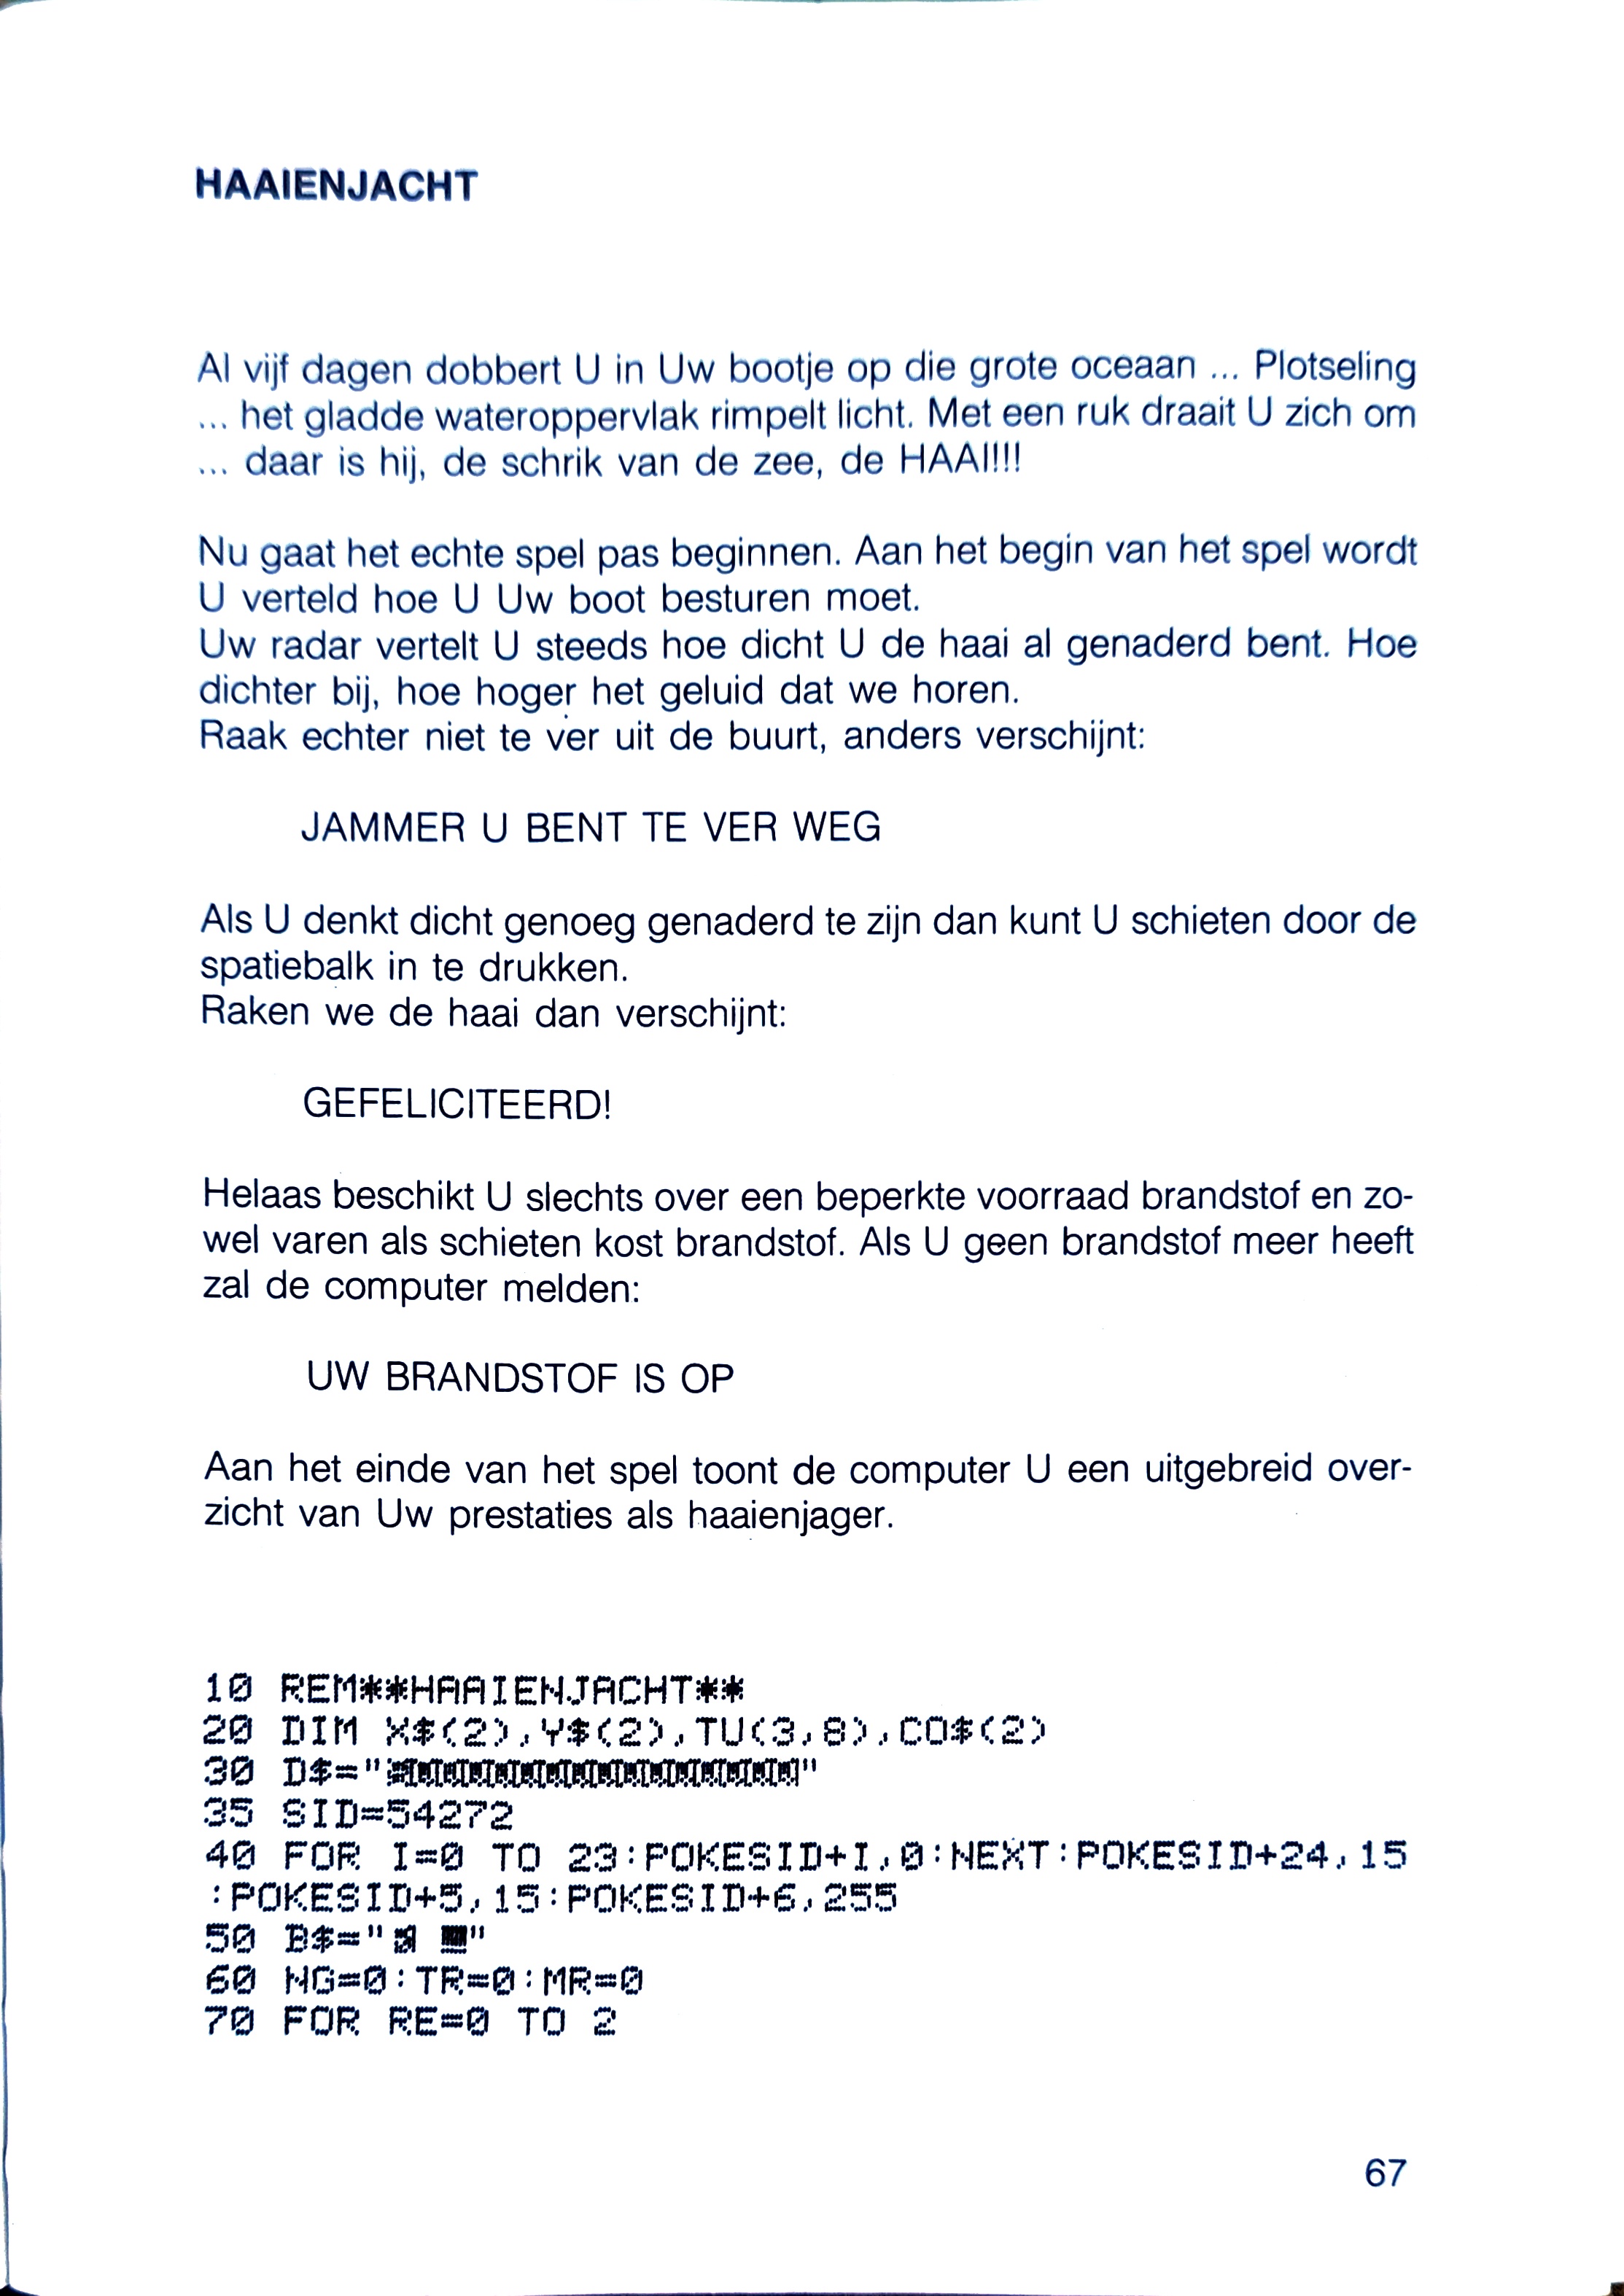 HAAIENJACHT
Al vijf dagen dobbert U in Uw bootje op die grote oceaan ... Plotseling
... het gladde wateroppervlak rimpelt licht. Met een ruk draait U zich om
... daar is hij, de schrik van de zee, de HAAI!!!
Nu gaat het echte spel pas beginnen. Aan het begin van het spel wordt
U verteld hoe U Uw boot besturen moet.
Uw radar vertelt U steeds hoe dicht U de haai al genaderd bent. Hoe
dichter bij, hoe hoger het geluid dat we horen.
Raak echter niet te ver uit de buurt, anders verschijnt:
JAMMER U BENT TE VER WEG
Als U denkt dicht genoeg genaderd te zijn dan kunt U schieten door de
spatiebalk in te drukken.
Raken we de haai dan verschijnt:
GEFELICITEERD!
Helaas beschikt U slechts over een beperkte voorraad brandstof en zo-
wel varen als schieten kost brandstof. Als U geen brandstof meer heeft
zal de computer melden:
UW BRANDSTOF IS OP
Aan het einde van het spel toont de computer U een uitgebreid over-
zicht van Uw prestaties als haaienjager.
10 REM**HAAIENJACHT**
20 DIM X$(2),Y$(2),TU(3,8),CO$(2)
30 D$=" "
35 SID=54272
40 FOR I=0 TO 23:POKESID+I,0:NEXT:POKESID+24,15
:POKESID+5,15:POKESID+6,255
50 B$=" "
60 NG=0:TR=0:MR=0
70 FOR RE=0 TO 2
67